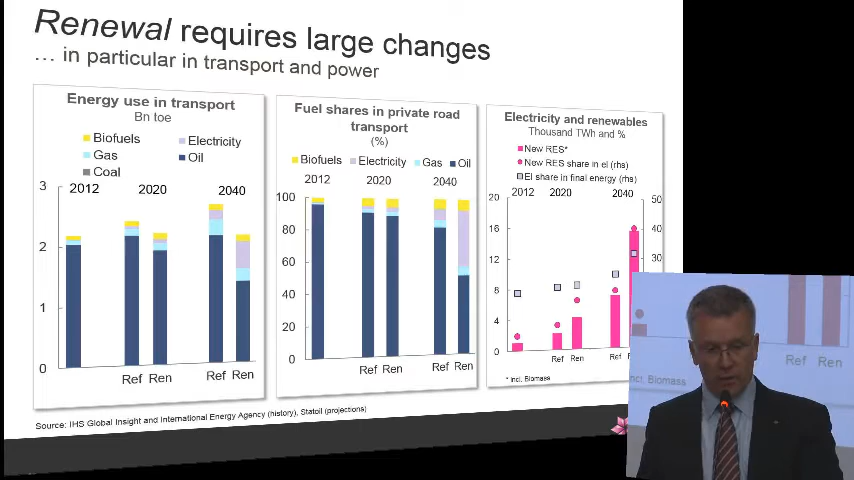 Renewal requires large changes
… in particular in transport and power
Energy use in transport
Bn toe
Biofuels
Electricity
Gas
Oil
Coal
3
2
1
0
2012
2020
2040
Ref Ren
Ref Ren
Fuel shares in private road
transport
(%)
Biofuels
Electricity
Gas
Oil
2012
2020
2040
100
80
60
40
20
0
Ref Ren
Ref Ren
Electricity and renewables
Thousand TWh and %
New RES*
New RES share in el (rhs)
El share in final energy (rhs)
2012
2020
2040
20
16
12
8
4
0
50
40
30
Ref Ren
Ref
* Incl. Biomass
Source: IHS Global Insight and International Energy Agency (history), Statoil (projections)
Ref Ren
Incl. Biomass